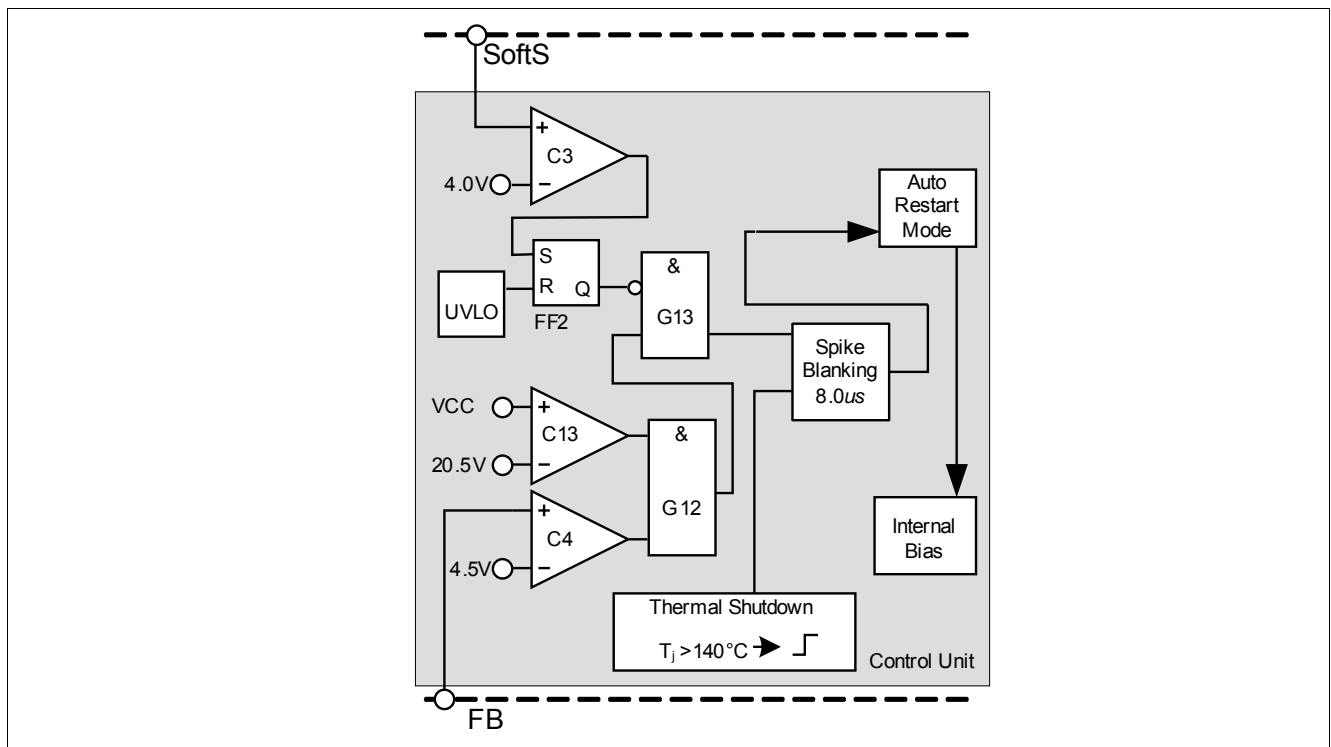 SoftS
+
C3
4.0V
−
Auto
Restart
Mode
S
R
Q
&
UVLO
FF2
G13
Spike
Blanking
8.0us
VCC
+
C13
&
20.5V
−
+
G12
C4
4.5V
−
Internal
Bias
Thermal Shutdown
Tj >140°C
Control Unit
FB